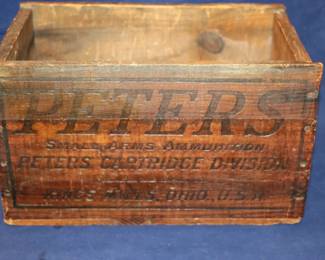 PETERS
SMALL ARMS AMMUNITION
PETERS CARTRIDGE DIVISION
KINGS MILLS, OHIO, U.S.A.